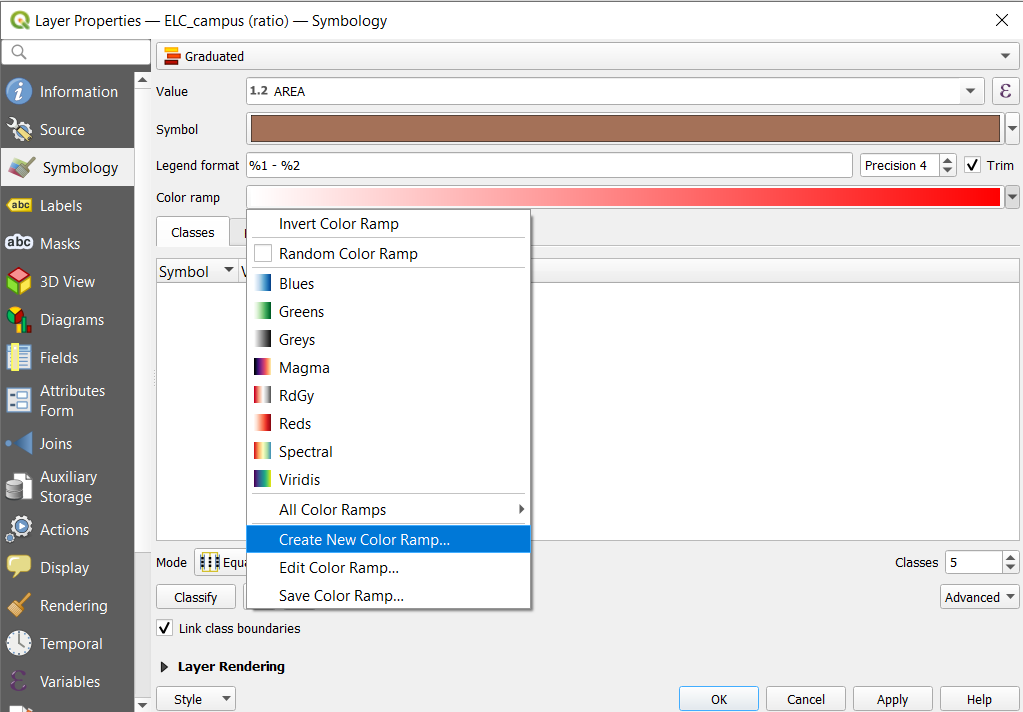 Layer Properties — ELC_campus (ratio) — Symbology
Graduated
Information
Source
Symbology
abc Labels
abc Masks
3D View
Diagrams
Fields
Attributes
Form
Joins
Auxiliary
Storage
Actions
Display
Rendering
Temporal
ε Variables
Value 1.2 AREA ε
Symbol
Legend format %1 - %2 Precision 4 Trim
Color ramp
Classes
Symbol
Invert Color Ramp
Random Color Ramp
Blues
Greens
Greys
Magma
RdGy
Reds
Spectral
Viridis
All Color Ramps
Create New Color Ramp...
Edit Color Ramp...
Save Color Ramp...
Mode Equa Classes 5
Classify Advanced
Link class boundaries
Layer Rendering
Style OK Cancel Apply Help